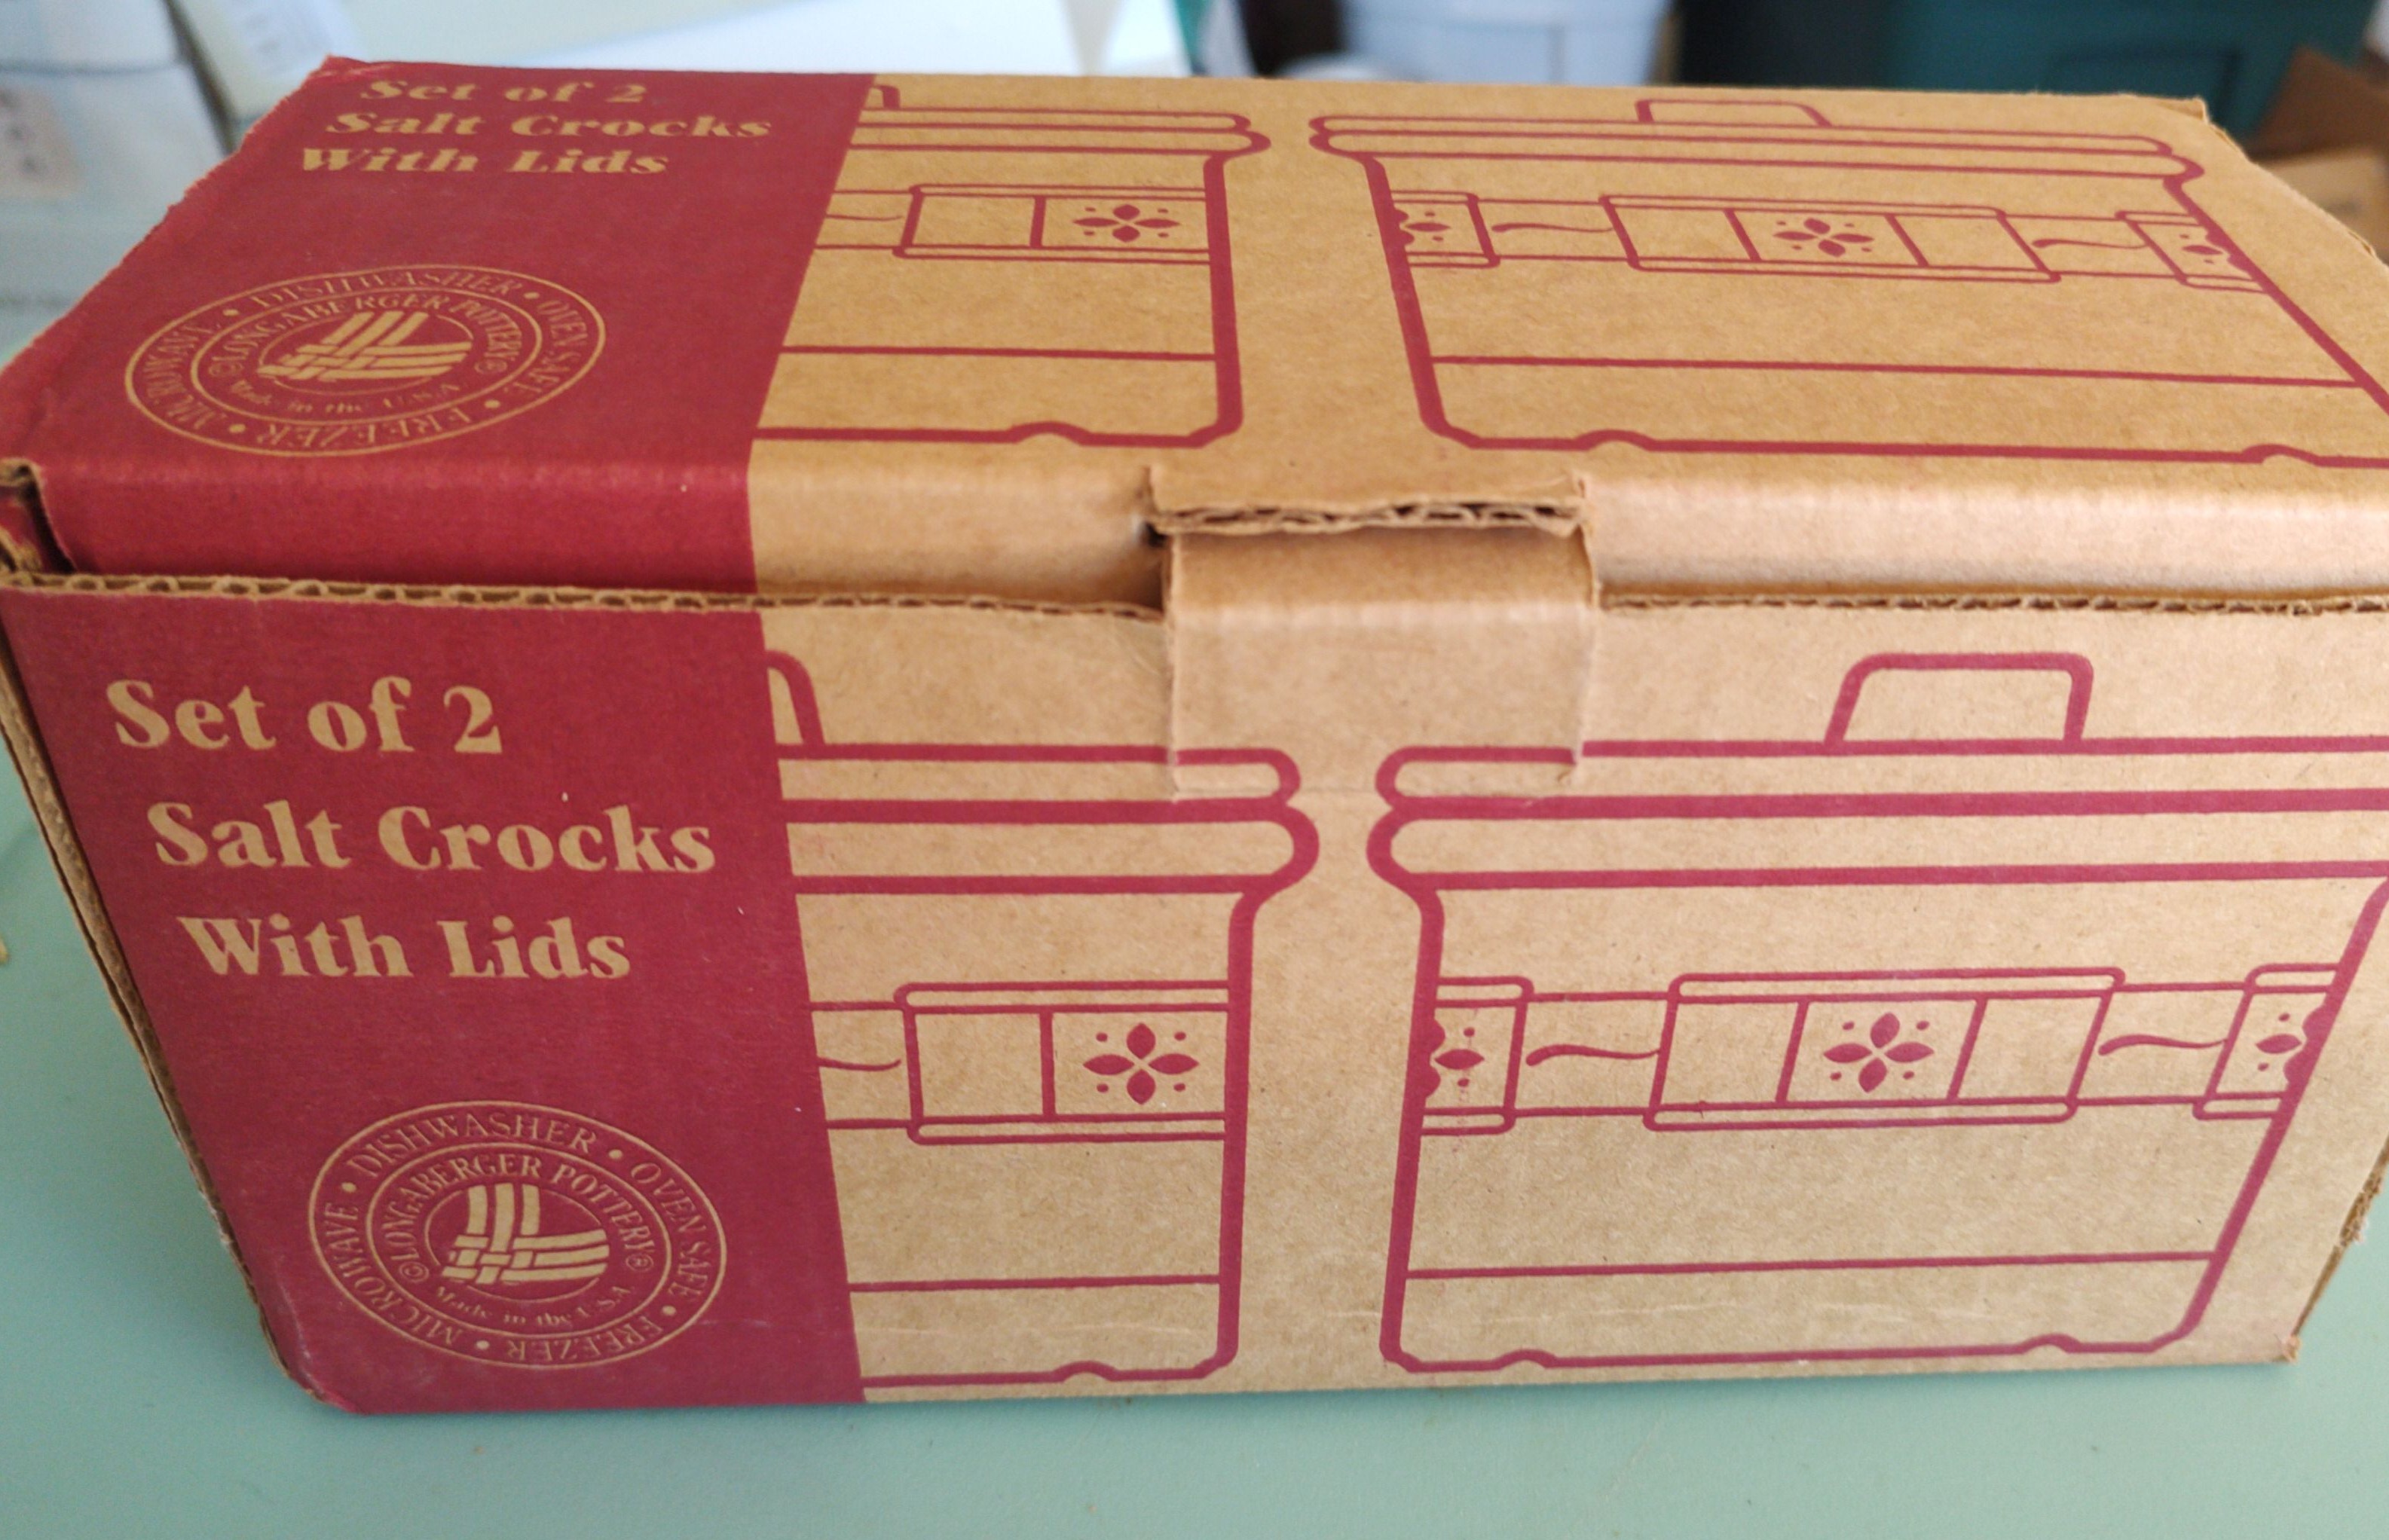 Set of 2
Salt Crocks
With Lids
MICROWAVE • DISHWASHER • OVEN SAFE • FREEZER •
© LONGABERGER POTTERY ®
Made in the U.S.A.
Set of 2
Salt Crocks
With Lids
MICROWAVE • DISHWASHER • OVEN SAFE • FREEZER •
© LONGABERGER POTTERY ®
Made in the U.S.A